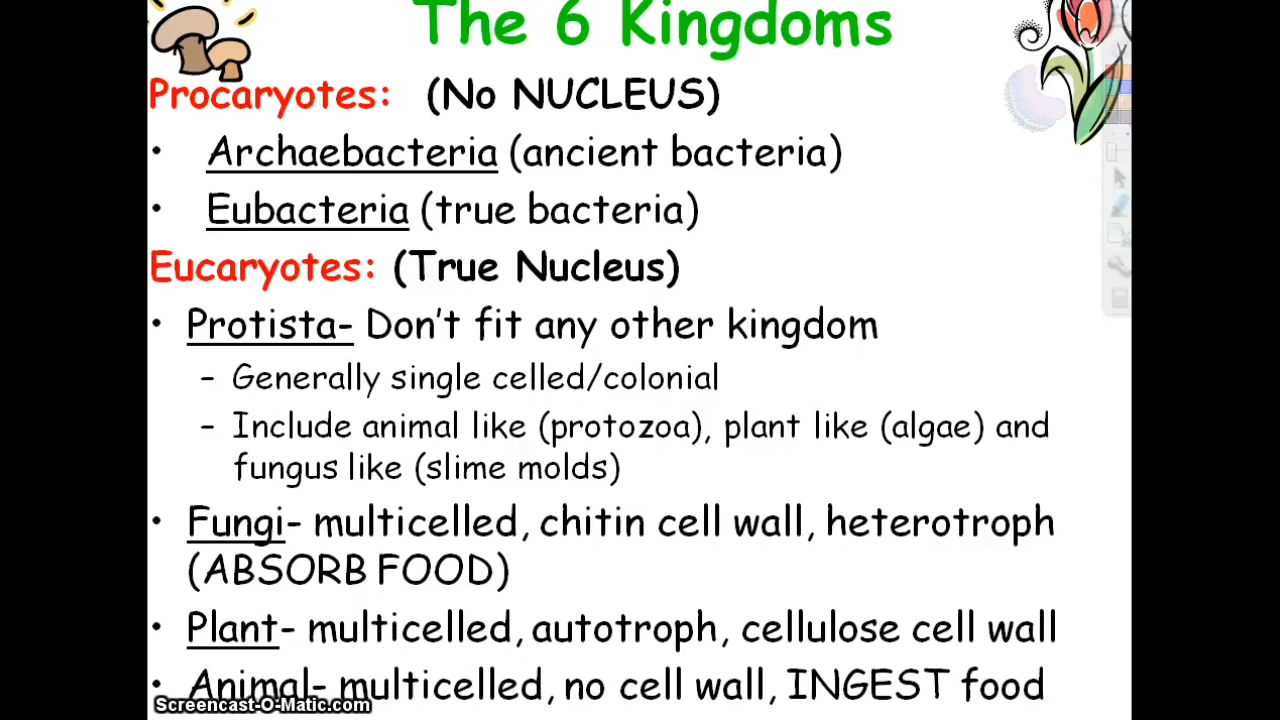 The 6 Kingdoms
Procaryotes: (No NUCLEUS)
• Archaebacteria (ancient bacteria)
• Eubacteria (true bacteria)
Eucaryotes: (True Nucleus)
• Protista- Don't fit any other kingdom
– Generally single celled/colonial
– Include animal like (protozoa), plant like (algae) and
fungus like (slime molds)
• Fungi- multicelled, chitin cell wall, heterotroph
(ABSORB FOOD)
• Plant- multicelled, autotroph, cellulose cell wall
• Animal- multicelled, no cell wall, INGEST food
Screencast-O-Matic.com